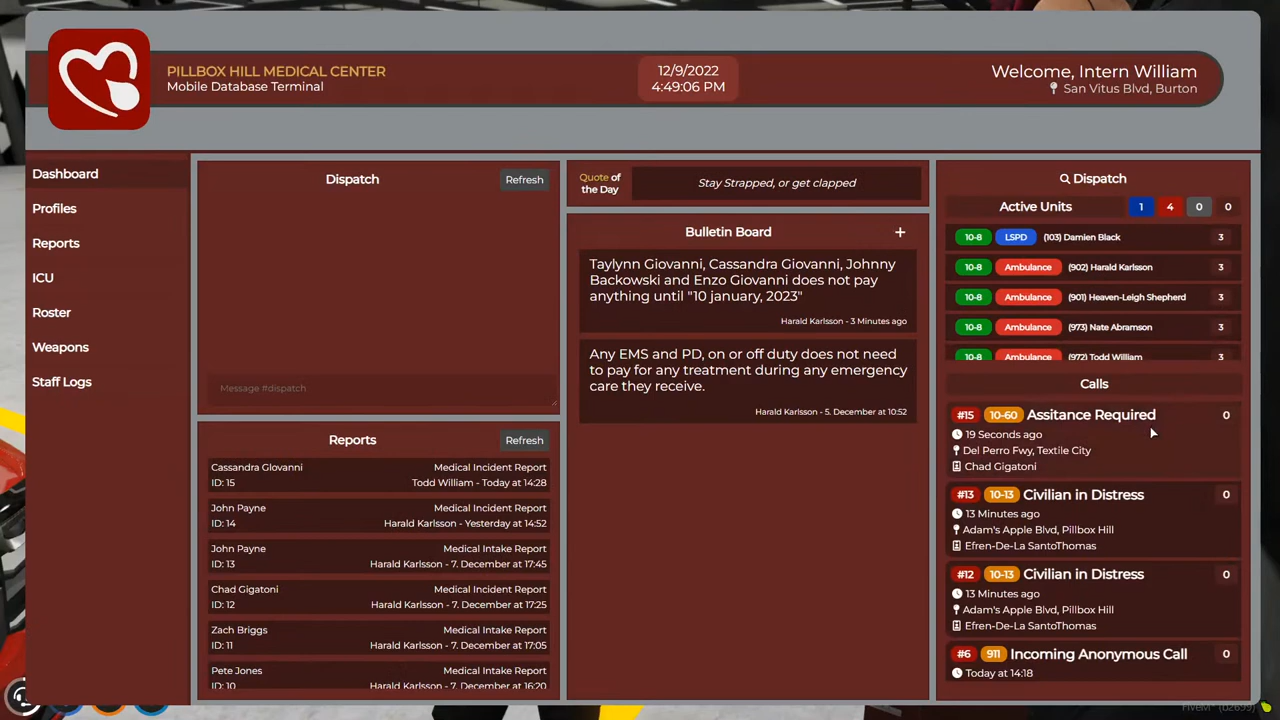 PILLBOX HILL MEDICAL CENTER
Mobile Database Terminal
12/9/2022
4:49:06 PM
Welcome, Intern William
San Vitus Blvd, Burton
Dashboard
Profiles
Reports
ICU
Roster
Weapons
Staff Logs
Dispatch
Refresh
Message #dispatch
Reports
Refresh
Cassandra GIovanni
Medical Incident Report
ID: 15
Todd William - Today at 14:28
John Payne
Medical Incident Report
ID: 14
Harald Karlsson - Yesterday at 14:52
John Payne
Medical Intake Report
ID: 13
Harald Karlsson - 7. December at 17:45
Chad Gigatoni
Medical Incident Report
ID: 12
Harald Karlsson - 7. December at 17:25
Zach Briggs
Medical Intake Report
ID: 11
Harald Karlsson - 7. December at 17:05
Pete Jones
Medical Intake Report
ID: 10
Harald Karlsson - 7. December at 16:20
Quote of
the Day
Stay Strapped, or get clapped
Bulletin Board
+
Taylynn Giovanni, Cassandra Giovanni, Johnny
Backowski and Enzo Giovanni does not pay
anything until "10 january, 2023"
Harald Karlsson - 3 Minutes ago
Any EMS and PD, on or off duty does not need
to pay for any treatment during any emergency
care they receive.
Harald Karlsson - 5. December at 10:52
Dispatch
Active Units 1 4 0 0
10-8 LSPD (103) Damien Black 3
10-8 Ambulance (902) Harald Karlsson 3
10-8 Ambulance (901) Heaven-Leigh Shepherd 3
10-8 Ambulance (973) Nate Abramson 3
10-8 Ambulance (972) Todd William 3
Calls
#15 10-60 Assitance Required 0
19 Seconds ago
Del Perro Fwy, Textile City
Chad Gigatoni
#13 10-13 Civilian in Distress 0
13 Minutes ago
Adam's Apple Blvd, Pillbox Hill
Efren-De-La SantoThomas
#12 10-13 Civilian in Distress 0
13 Minutes ago
Adam's Apple Blvd, Pillbox Hill
Efren-De-La SantoThomas
#6 911 Incoming Anonymous Call 0
Today at 14:18